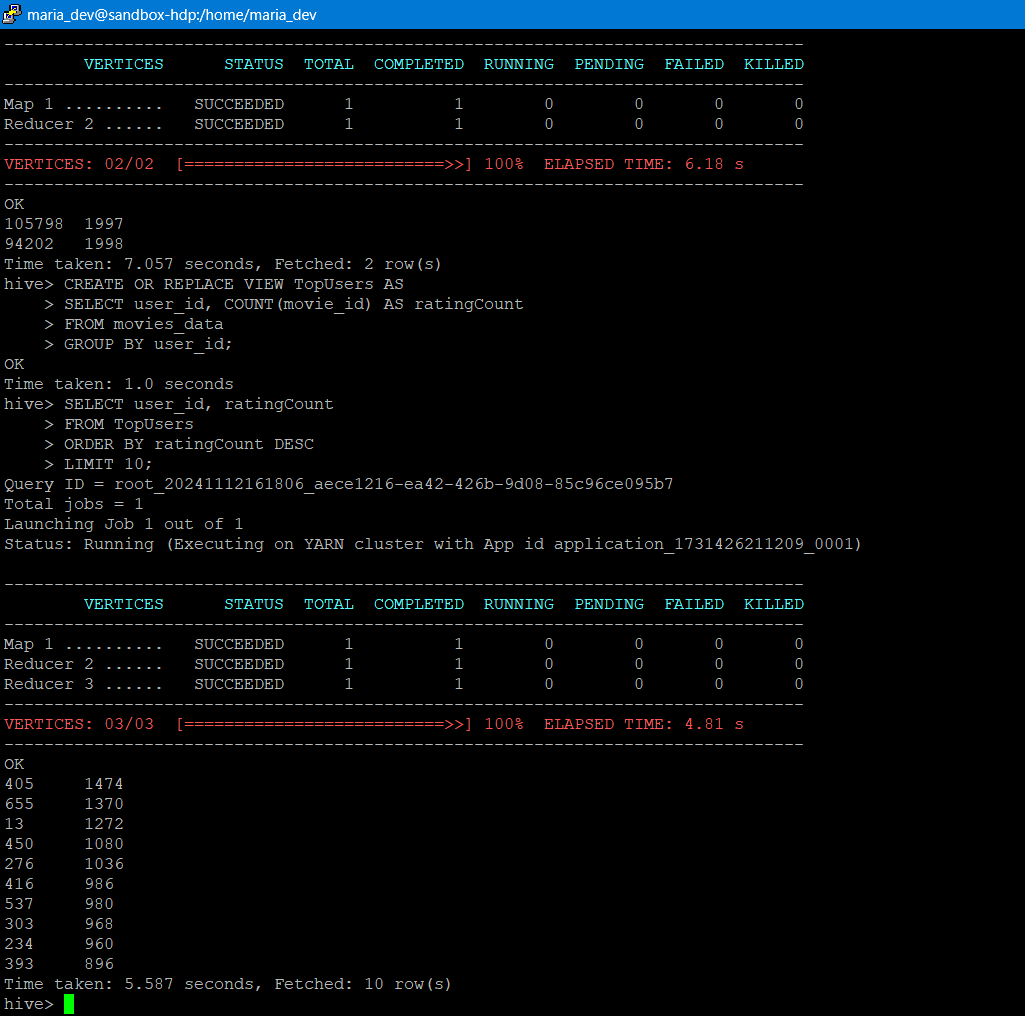 maria_dev@sandbox-hdp:/home/maria_dev
--------------------------------------------------------------------------------
        VERTICES      STATUS  TOTAL  COMPLETED  RUNNING  PENDING  FAILED  KILLED
--------------------------------------------------------------------------------
Map 1 ..........   SUCCEEDED      1          1        0        0       0       0
Reducer 2 ......   SUCCEEDED      1          1        0        0       0       0
--------------------------------------------------------------------------------
VERTICES: 02/02  [==========================>>] 100%  ELAPSED TIME: 6.18 s
--------------------------------------------------------------------------------
OK
105798  1997
94202   1998
Time taken: 7.057 seconds, Fetched: 2 row(s)
hive> CREATE OR REPLACE VIEW TopUsers AS
    > SELECT user_id, COUNT(movie_id) AS ratingCount
    > FROM movies_data
    > GROUP BY user_id;
OK
Time taken: 1.0 seconds
hive> SELECT user_id, ratingCount
    > FROM TopUsers
    > ORDER BY ratingCount DESC
    > LIMIT 10;
Query ID = root_20241112161806_aece1216-ea42-426b-9d08-85c96ce095b7
Total jobs = 1
Launching Job 1 out of 1
Status: Running (Executing on YARN cluster with App id application_1731426211209_0001)
--------------------------------------------------------------------------------
        VERTICES      STATUS  TOTAL  COMPLETED  RUNNING  PENDING  FAILED  KILLED
--------------------------------------------------------------------------------
Map 1 ..........   SUCCEEDED      1          1        0        0       0       0
Reducer 2 ......   SUCCEEDED      1          1        0        0       0       0
Reducer 3 ......   SUCCEEDED      1          1        0        0       0       0
--------------------------------------------------------------------------------
VERTICES: 03/03  [==========================>>] 100%  ELAPSED TIME: 4.81 s
--------------------------------------------------------------------------------
OK
405     1474
655     1370
13      1272
450     1080
276     1036
416     986
537     980
303     968
234     960
393     896
Time taken: 5.587 seconds, Fetched: 10 row(s)
hive>